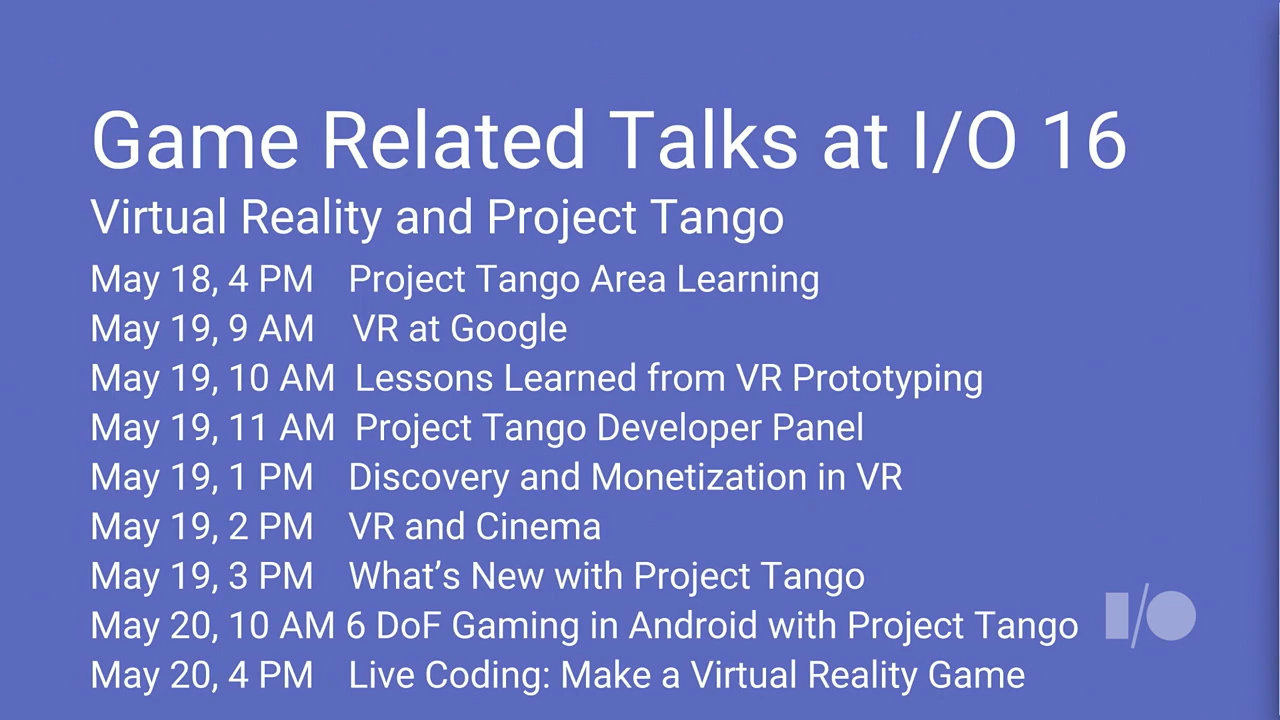 Game Related Talks at I/O 16
Virtual Reality and Project Tango
May 18, 4 PM Project Tango Area Learning
May 19, 9 AM VR at Google
May 19, 10 AM Lessons Learned from VR Prototyping
May 19, 11 AM Project Tango Developer Panel
May 19, 1 PM Discovery and Monetization in VR
May 19, 2 PM VR and Cinema
May 19, 3 PM What’s New with Project Tango
May 20, 10 AM 6 DoF Gaming in Android with Project Tango
May 20, 4 PM Live Coding: Make a Virtual Reality Game
I/O